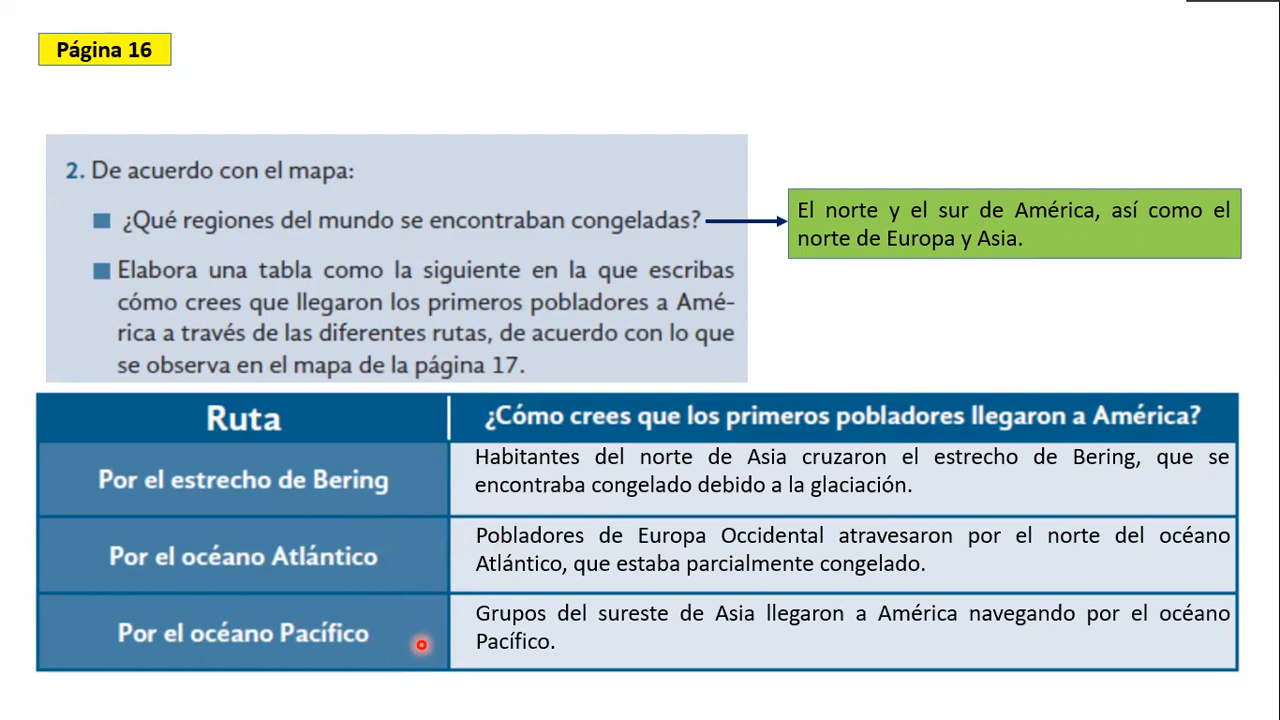 Página 16
2. De acuerdo con el mapa:
¿Qué regiones del mundo se encontraban congeladas?
El norte y el sur de América, así como el
norte de Europa y Asia.
Elabora una tabla como la siguiente en la que escribas
cómo crees que llegaron los primeros pobladores a Amé-
rica a través de las diferentes rutas, de acuerdo con lo que
se observa en el mapa de la página 17.
Ruta
¿Cómo crees que los primeros pobladores llegaron a América?
Por el estrecho de Bering
Habitantes del norte de Asia cruzaron el estrecho de Bering, que se
encontraba congelado debido a la glaciación.
Por el océano Atlántico
Pobladores de Europa Occidental atravesaron por el norte del océano
Atlántico, que estaba parcialmente congelado.
Por el océano Pacífico
Grupos del sureste de Asia llegaron a América navegando por el océano
Pacífico.